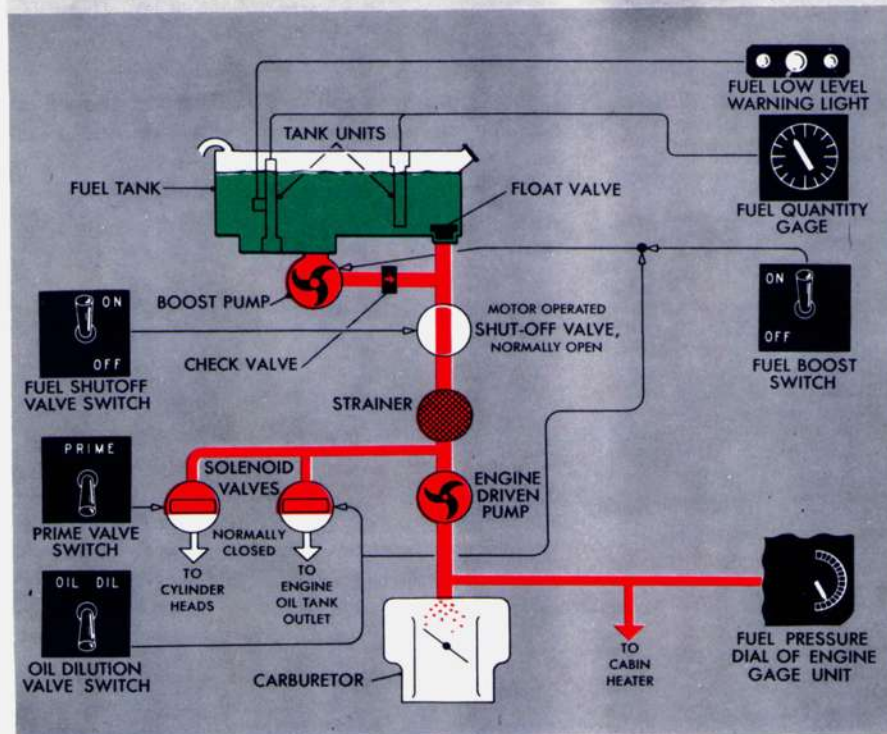 FUEL LOW LEVEL
WARNING LIGHT
TANK UNITS
FUEL TANK
FLOAT VALVE
FUEL QUANTITY
GAGE
BOOST PUMP
MOTOR OPERATED
SHUT-OFF VALVE,
NORMALLY OPEN
ON
OFF
FUEL BOOST
SWITCH
ON
OFF
FUEL SHUTOFF
VALVE SWITCH
CHECK VALVE
STRAINER
PRIME
PRIME VALVE
SWITCH
SOLENOID
VALVES
NORMALLY
CLOSED
ENGINE
DRIVEN
PUMP
TO
CYLINDER
HEADS
TO
ENGINE
OIL TANK
OUTLET
OIL DIL
OIL DILUTION
VALVE SWITCH
CARBURETOR
TO
CABIN
HEATER
FUEL PRESSURE
DIAL OF ENGINE
GAGE UNIT